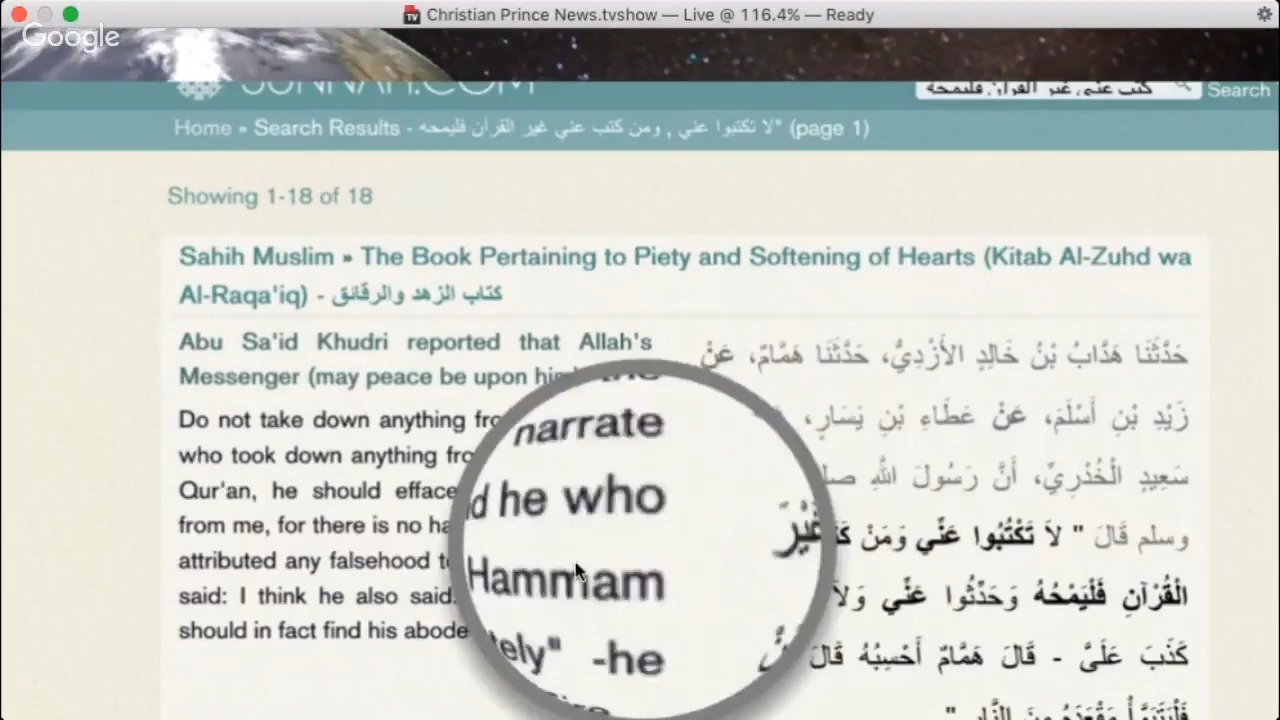 Christian Prince News.tvshow — Live @ 116.4% — Ready
Google
SUNNAH.COM
كتب عني غير القرآن فليمحه
Search
Home » Search Results - لا تكتبوا عني , ومن كتب عني غير القرآن فليمحه" (page 1)
Showing 1-18 of 18
Sahih Muslim » The Book Pertaining to Piety and Softening of Hearts (Kitab Al-Zuhd wa
Al-Raqa'iq) - كتاب الزهد والرقائق
Abu Sa'id Khudri reported that Allah's
Messenger (may peace be upon
Do not take down anything
who took down anything
Qur'an, he should efface
from me, for there is no
attributed any falsehood
said: I think he also said
should in fact find his abode
narrate
he who
Hammam
-he
حَدَّثَنَا هَدَّابُ بْنُ خَالِدٍ الأَزْدِيُّ، حَدَّثَنَا هَمَّامٌ، عَنْ
زَيْدِ بْنِ أَسْلَمَ، عَنْ عَطَاءِ بْنِ يَسَارٍ،
سَعِيدٍ الْخُدْرِيِّ، أَنَّ رَسُولَ اللَّهِ صلى
وسلم قَالَ " لاَ تَكْتُبُوا عَنِّي وَمَنْ غَيْرَ
الْقُرْآنِ فَلْيَمْحُهُ وَحَدِّثُوا عَنِّي وَلاَ
كَذَبَ عَلَىَّ - قَالَ هَمَّامٌ أَحْسِبُهُ قَالَ
فَلْيَتَبَوَّأْ مَقْعَدَهُ مِنَ النَّارِ "